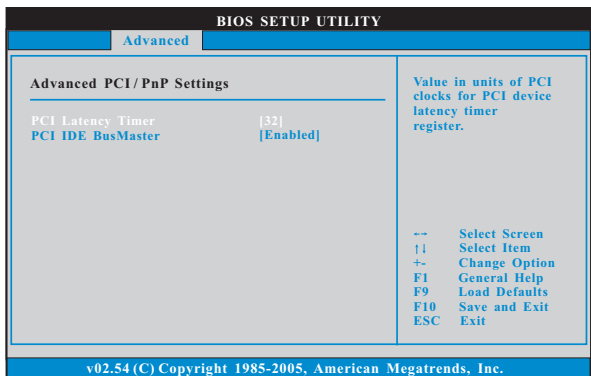 BIOS SETUP UTILITY
Advanced
Advanced PCI / PnP Settings
PCI Latency Timer [32]
PCI IDE BusMaster [Enabled]
Value in units of PCI
clocks for PCI device
latency timer
register.
←→ Select Screen
↑↓ Select Item
+- Change Option
F1 General Help
F9 Load Defaults
F10 Save and Exit
ESC Exit
v02.54 (C) Copyright 1985-2005, American Megatrends, Inc.